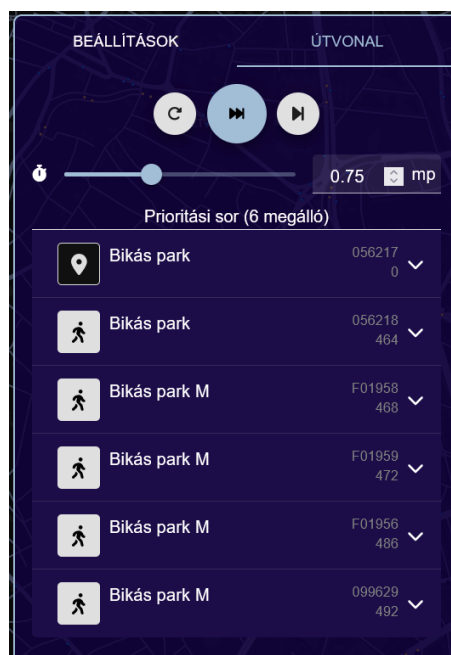 BEÁLLÍTÁSOK ÚTVONAL
0.75 mp
Prioritási sor (6 megálló)
Bikás park 056217
0
Bikás park 056218
464
Bikás park M F01958
468
Bikás park M F01959
472
Bikás park M F01956
486
Bikás park M 099629
492